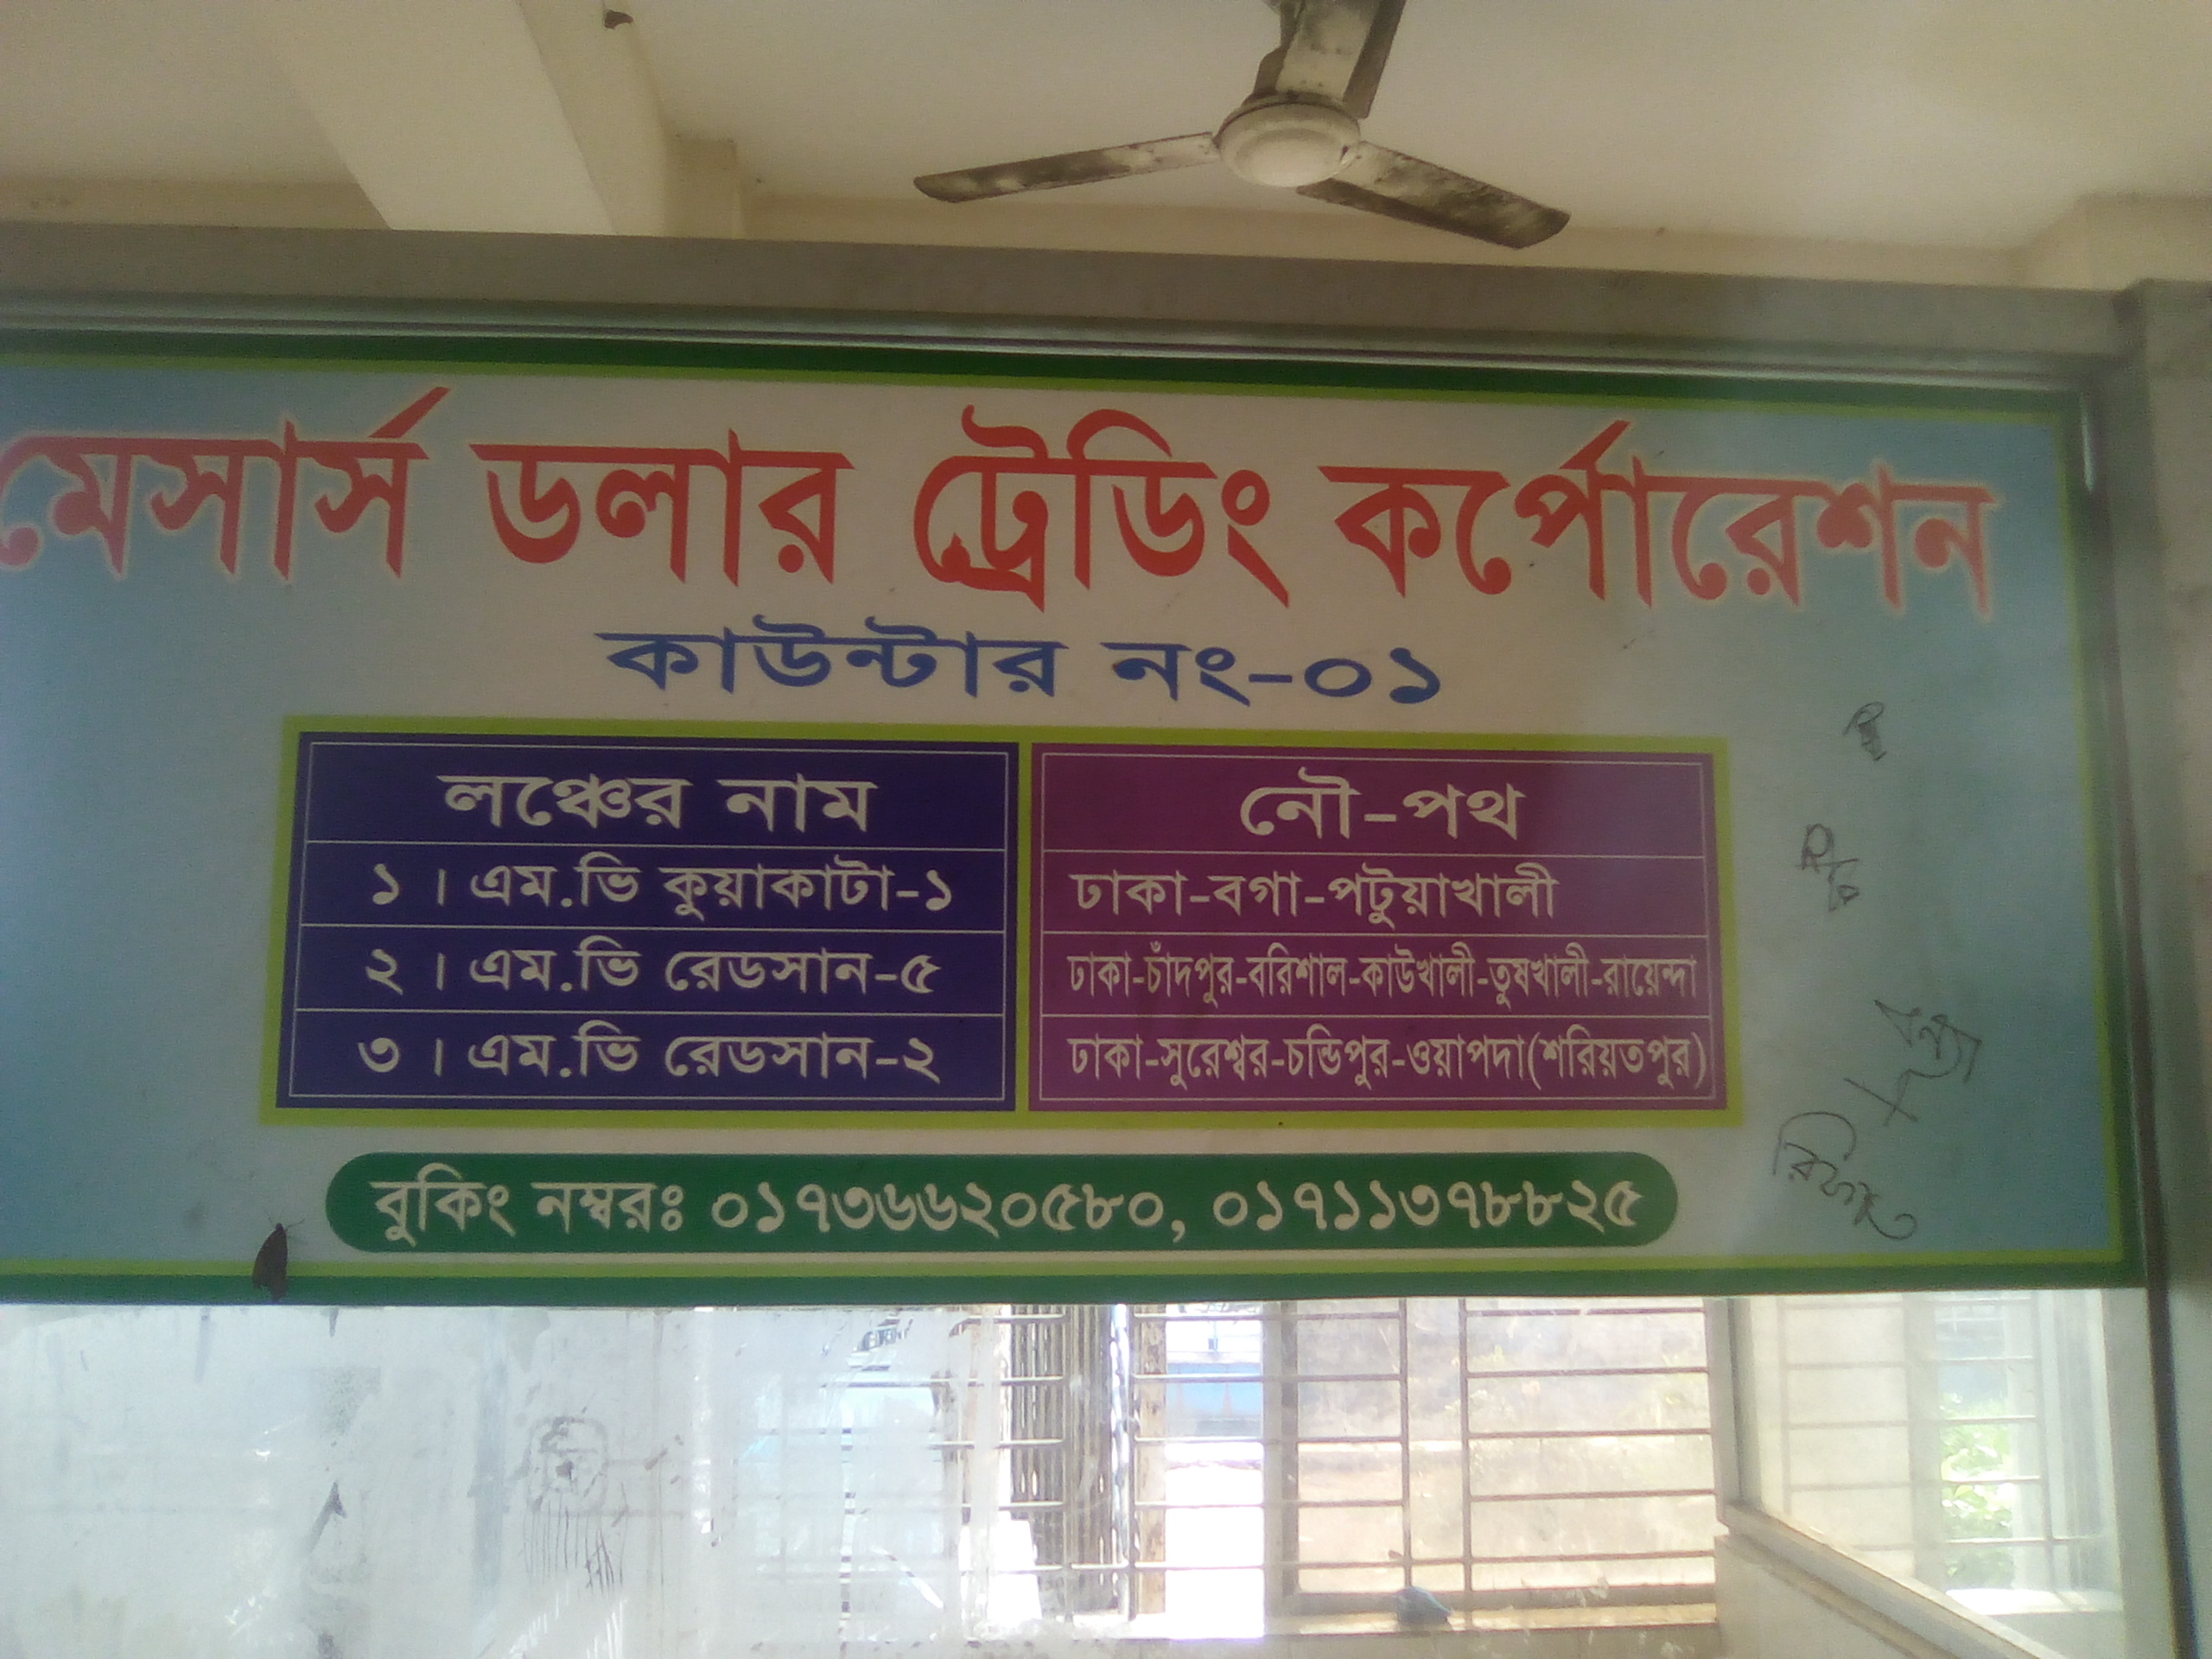 মেসার্স ডলার ট্রেডিং কর্পোরেশন
কাউন্টার নং-০১
লঞ্চের নাম
নৌ-পথ
১। এম.ভি কুয়াকাটা-১
ঢাকা-বগা-পটুয়াখালী
২। এম.ভি রেডসান-৫
ঢাকা-চাঁদপুর-বরিশাল-কাউখালী-তুষখালী-রায়েন্দা
৩। এম.ভি রেডসান-২
ঢাকা-সুরেশ্বর-চন্ডিপুর-ওয়াপদা(শরিয়তপুর)
বুকিং নম্বরঃ ০১৭৩৬৬২০৫৮০, ০১৭১১৩৭৮৮২৫